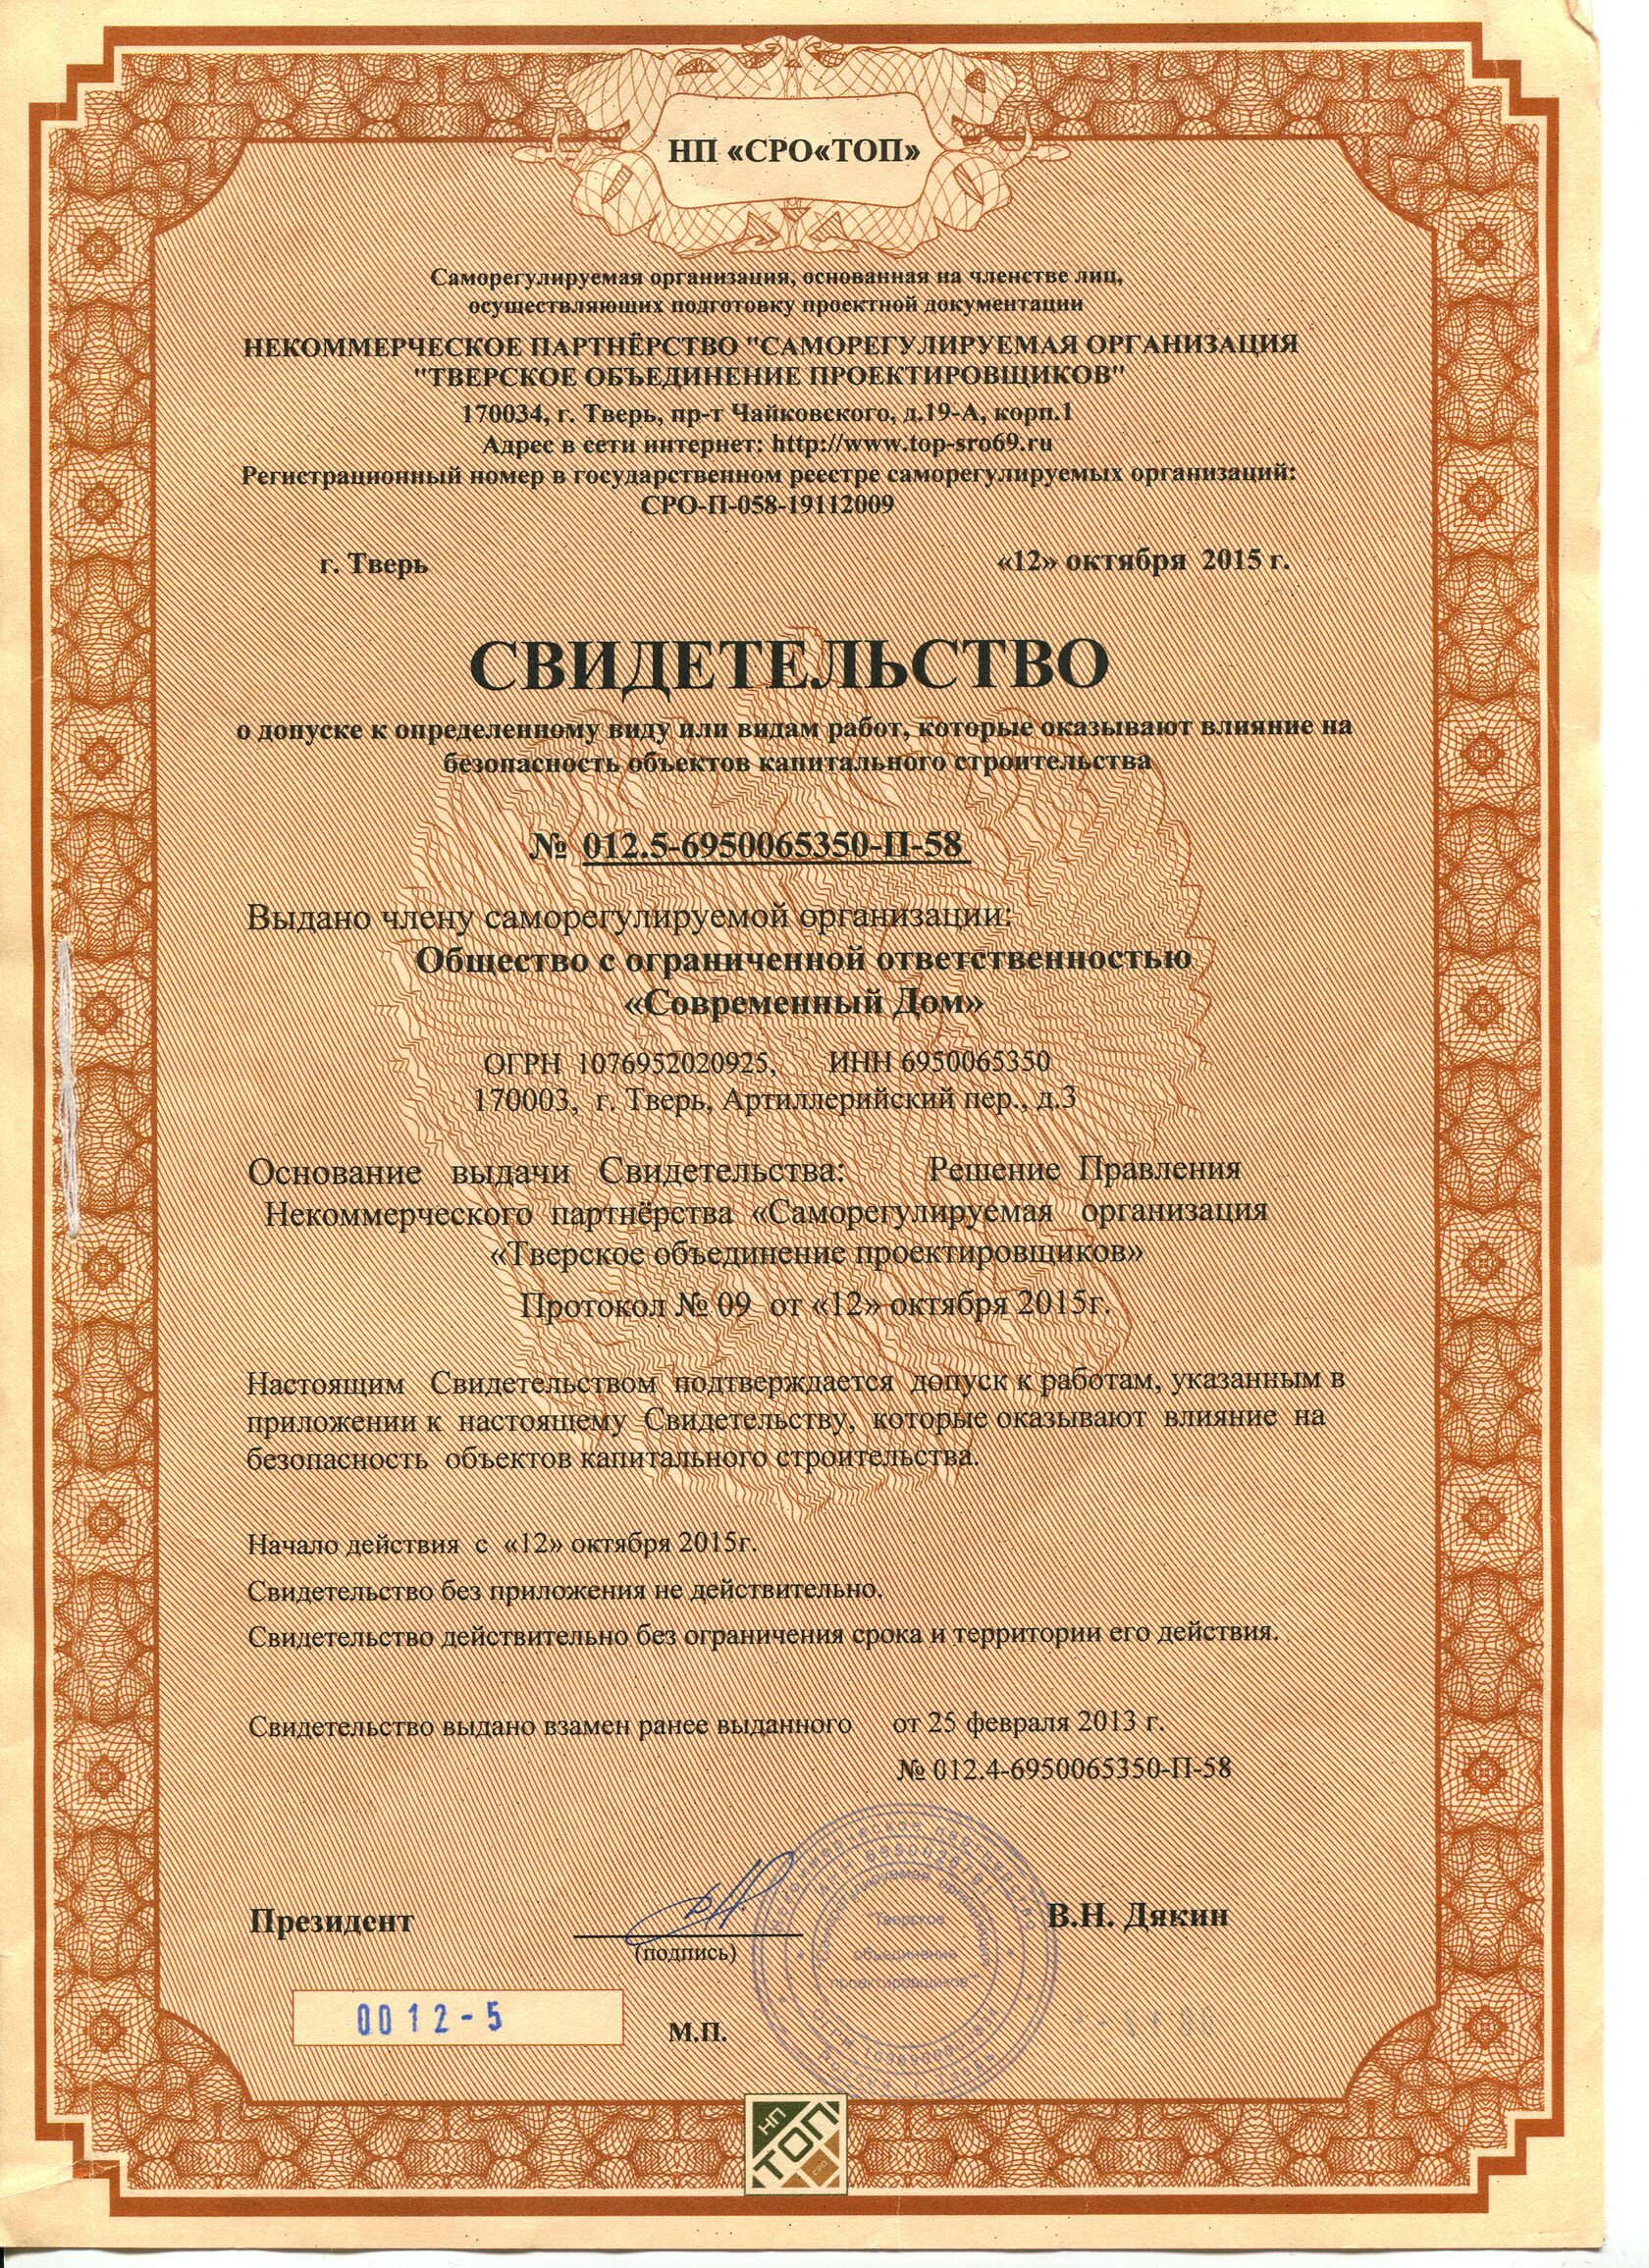 НП «СРО«ТОП»
Саморегулируемая организация, основанная на членстве лиц,
осуществляющих подготовку проектной документации
НЕКОММЕРЧЕСКОЕ ПАРТНЁРСТВО "САМОРЕГУЛИРУЕМАЯ ОРГАНИЗАЦИЯ
"ТВЕРСКОЕ ОБЪЕДИНЕНИЕ ПРОЕКТИРОВЩИКОВ"
170034, г. Тверь, пр-т Чайковского, д.19-А, корп.1
Адрес в сети интернет: http://www.top-sro69.ru
Регистрационный номер в государственном реестре саморегулируемых организаций:
СРО-П-058-19112009
г. Тверь «12» октября 2015 г.
СВИДЕТЕЛЬСТВО
о допуске к определенному виду или видам работ, которые оказывают влияние на
безопасность объектов капитального строительства
№ 012.5-6950065350-П-58
Выдано члену саморегулируемой организации:
Общество с ограниченной ответственностью
«Современный Дом»
ОГРН 1076952020925, ИНН 6950065350
170003, г. Тверь, Артиллерийский пер., д.3
Основание выдачи Свидетельства: Решение Правления
Некоммерческого партнёрства «Саморегулируемая организация
«Тверское объединение проектировщиков»
Протокол № 09 от «12» октября 2015г.
Настоящим Свидетельством подтверждается допуск к работам, указанным в
приложении к настоящему Свидетельству, которые оказывают влияние на
безопасность объектов капитального строительства.
Начало действия с «12» октября 2015г.
Свидетельство без приложения не действительно.
Свидетельство действительно без ограничения срока и территории его действия.
Свидетельство выдано взамен ранее выданного от 25 февраля 2013 г.
№ 012.4-6950065350-П-58
Президент В.Н. Дякин
(подпись)
Некоммерческое партнерство
Саморегулируемая организация
"Тверское
объединение
проектировщиков"
0012-5
М.П.
НП
ТОП
СРО